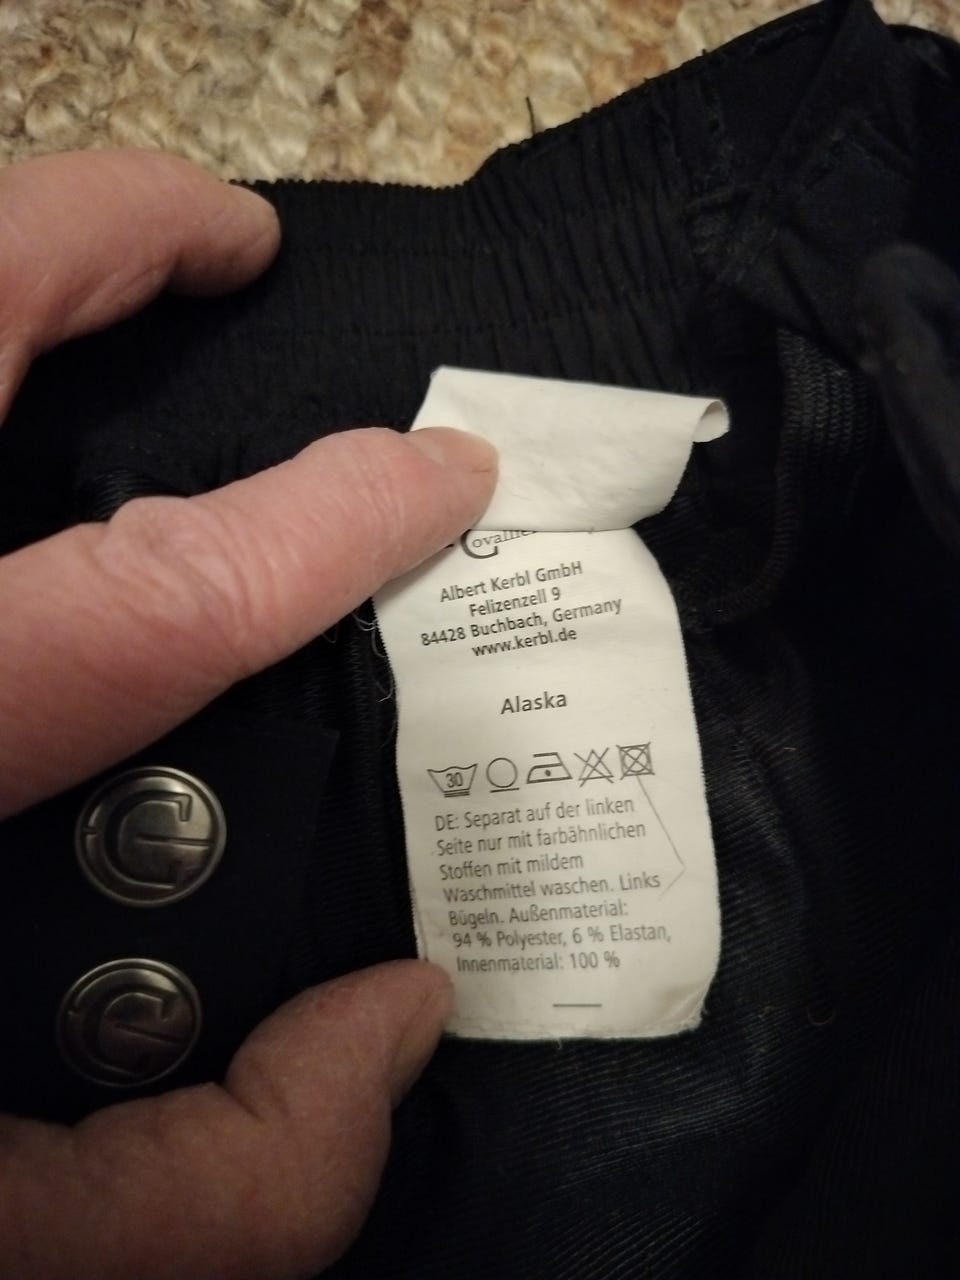 Covalliero
Albert Kerbl GmbH
Felizenzell 9
84428 Buchbach, Germany
www.kerbl.de
Alaska
30
DE: Separat auf der linken
Seite nur mit farbähnlichen
Stoffen mit mildem
Waschmittel waschen. Links
Bügeln. Außenmaterial:
94 % Polyester, 6 % Elastan,
Innenmaterial: 100 %